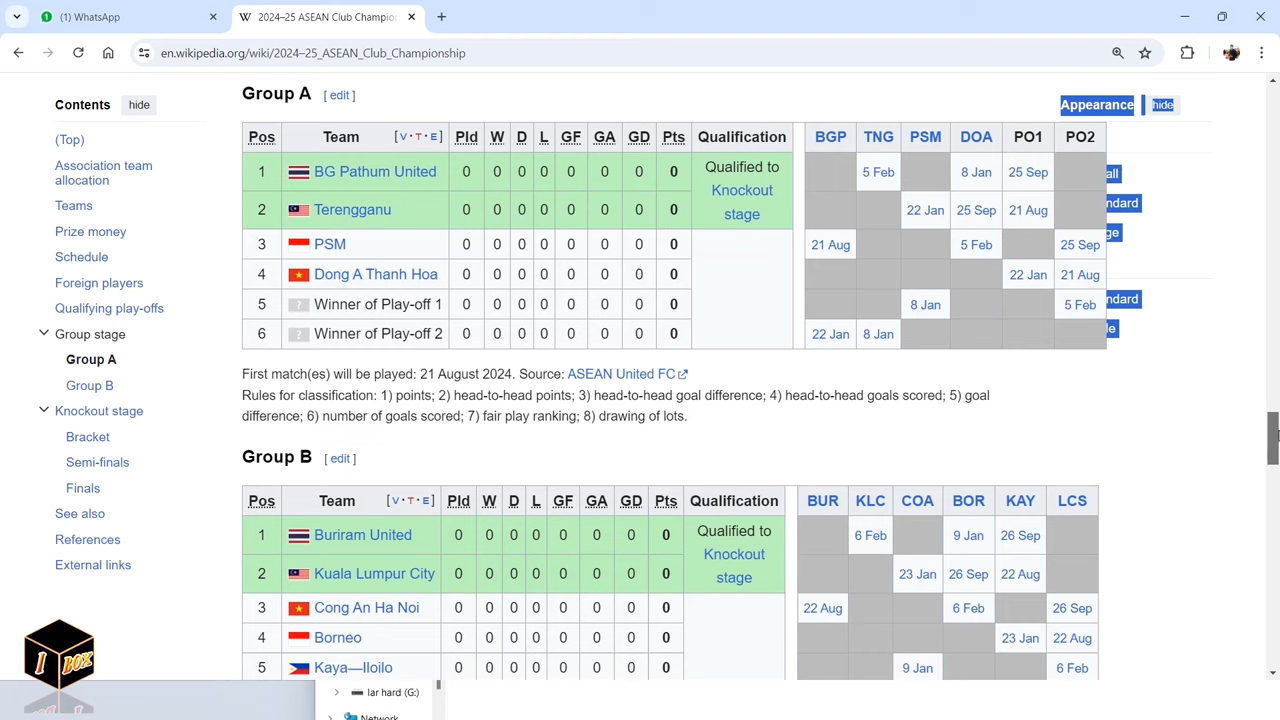 (1) WhatsApp
2024–25 ASEAN Club Champion
en.wikipedia.org/wiki/2024–25_ASEAN_Club_Championship
Contents hide
(Top)
Association team
allocation
Teams
Prize money
Schedule
Foreign players
Qualifying play-offs
Group stage
Group A
Group B
Knockout stage
Bracket
Semi-finals
Finals
See also
References
External links
Appearance hide
all
ndard
ge
ndard
le
Group A [ edit ]
Pos Team [V·T·E] Pld W D L GF GA GD Pts Qualification BGP TNG PSM DOA PO1 PO2
1 BG Pathum United 0 0 0 0 0 0 0 0 Qualified to Knockout stage 5 Feb 8 Jan 25 Sep
2 Terengganu 0 0 0 0 0 0 0 0 22 Jan 25 Sep 21 Aug
3 PSM 0 0 0 0 0 0 0 0 21 Aug 5 Feb 25 Sep
4 Dong A Thanh Hoa 0 0 0 0 0 0 0 0 22 Jan 21 Aug
5 Winner of Play-off 1 0 0 0 0 0 0 0 0 8 Jan 5 Feb
6 Winner of Play-off 2 0 0 0 0 0 0 0 0 22 Jan 8 Jan
First match(es) will be played: 21 August 2024. Source: ASEAN United FC
Rules for classification: 1) points; 2) head-to-head points; 3) head-to-head goal difference; 4) head-to-head goals scored; 5) goal
difference; 6) number of goals scored; 7) fair play ranking; 8) drawing of lots.
Group B [ edit ]
Pos Team [V·T·E] Pld W D L GF GA GD Pts Qualification BUR KLC COA BOR KAY LCS
1 Buriram United 0 0 0 0 0 0 0 0 Qualified to Knockout stage 6 Feb 9 Jan 26 Sep
2 Kuala Lumpur City 0 0 0 0 0 0 0 0 23 Jan 26 Sep 22 Aug
3 Cong An Ha Noi 0 0 0 0 0 0 0 0 22 Aug 6 Feb 26 Sep
4 Borneo 0 0 0 0 0 0 0 0 23 Jan 22 Aug
5 Kaya—Iloilo 0 0 0 0 0 0 0 0 9 Jan 6 Feb
I BOX
lar hard (G:)
Network